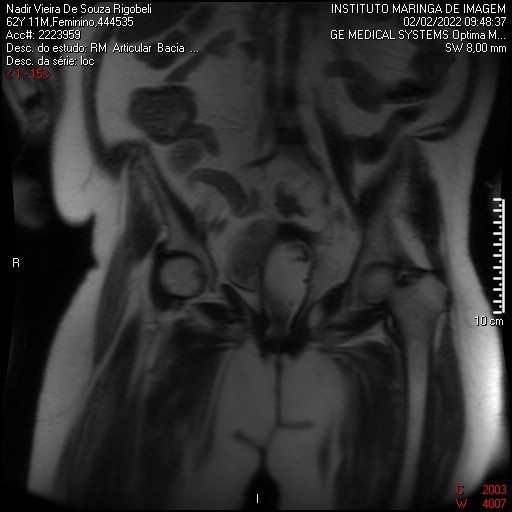 Nadir Vieira De Souza Rigobeli
62Y 11M,Feminino,444535
Acc#: 2223959
Desc. do estudo: RM Articular Bacia ...
Desc. da série: loc
< 1 - 15 >
INSTITUTO MARINGA DE IMAGEM
02/02/2022 09:48:37
GE MEDICAL SYSTEMS Optima M...
SW 8,00 mm
R
10 cm
I
C 2003
W 4007